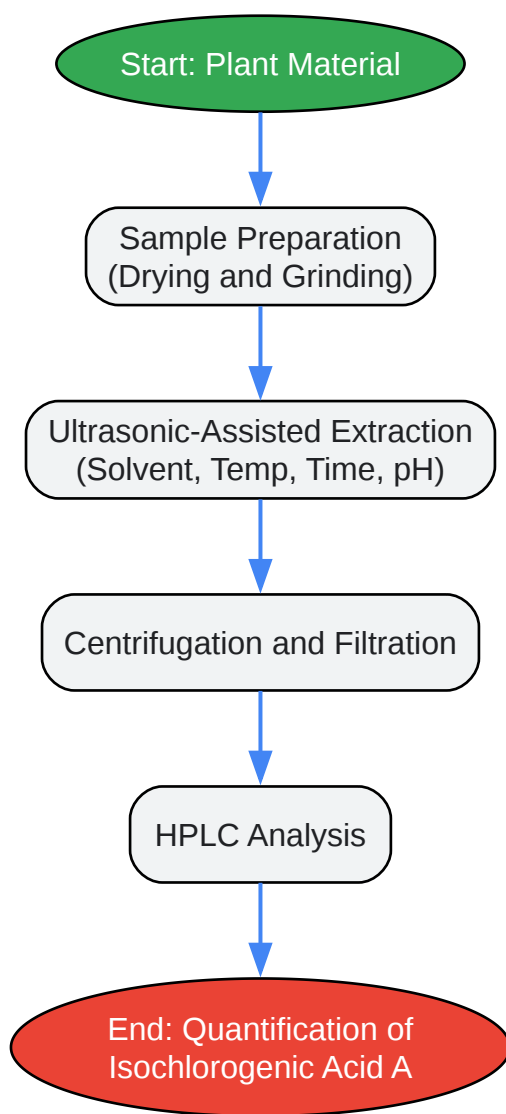 Start: Plant Material
Sample Preparation
(Drying and Grinding)
Ultrasonic-Assisted Extraction
(Solvent, Temp, Time, pH)
Centrifugation and Filtration
HPLC Analysis
End: Quantification of
Isochlorogenic Acid A